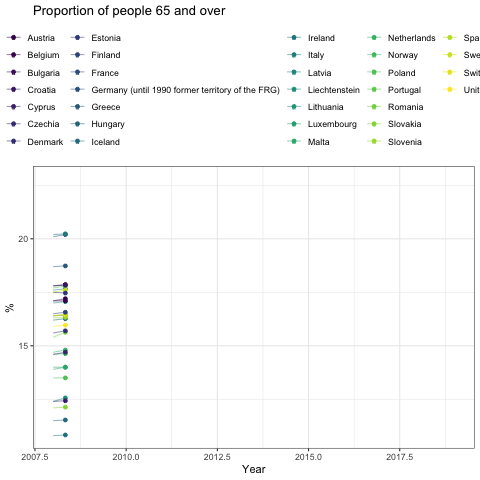 Proportion of people 65 and over
Austria
Belgium
Bulgaria
Croatia
Cyprus
Czechia
Denmark
Estonia
Finland
France
Germany (until 1990 former territory of the FRG)
Greece
Hungary
Iceland
Ireland
Italy
Latvia
Liechtenstein
Lithuania
Luxembourg
Malta
Netherlands
Norway
Poland
Portugal
Romania
Slovakia
Slovenia
Spa
Swe
Swit
Unit
20
15
%
2007.5 2010.0 2012.5 2015.0 2017.5
Year